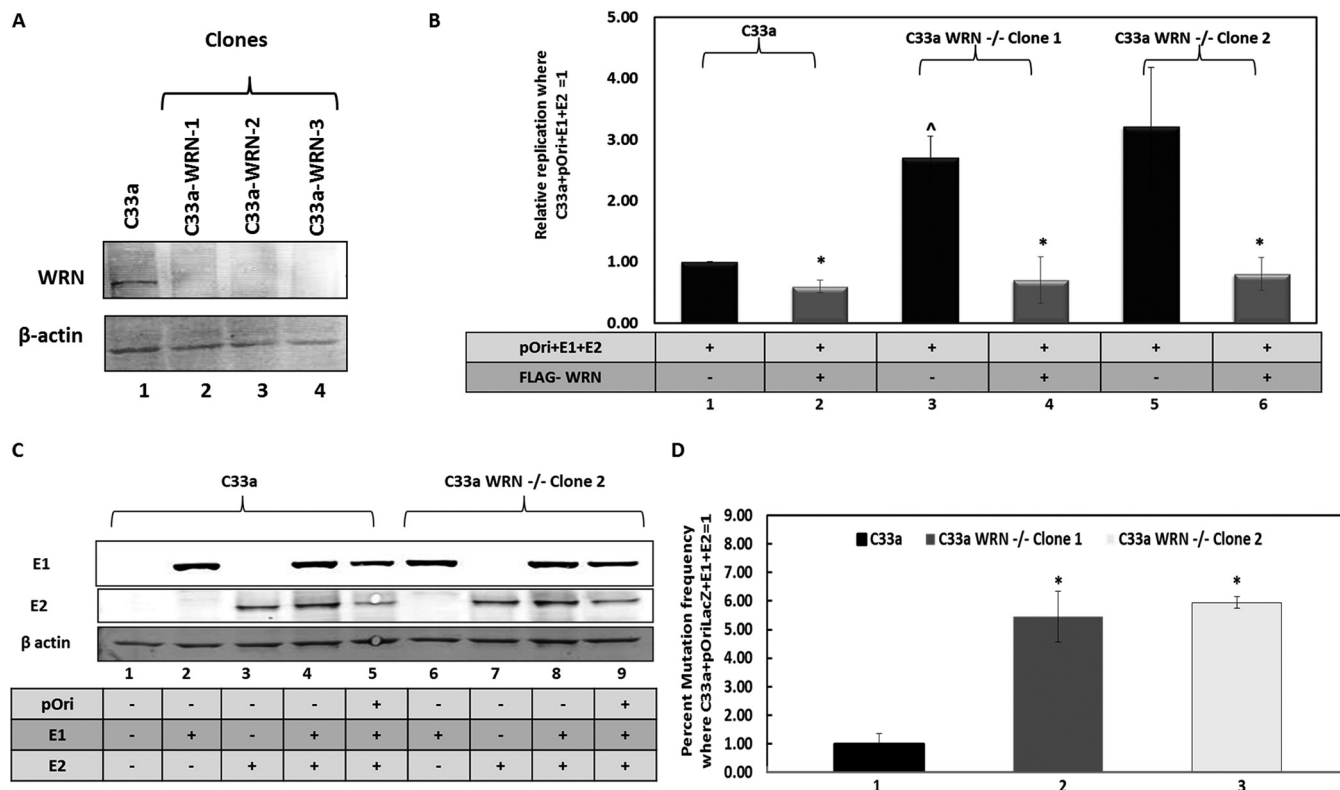 A
Clones
C33a
C33a-WRN-1
C33a-WRN-2
C33a-WRN-3
WRN
β-actin
1 2 3 4
B
Relative replication where
C33a+pOri+E1+E2 =1
5.00
4.00
3.00
2.00
1.00
0.00
C33a
C33a WRN -/- Clone 1
C33a WRN -/- Clone 2
* ^ * *
pOri+E1+E2 + + + + + +
FLAG- WRN - + - + - +
1 2 3 4 5 6
C
C33a
C33a WRN -/- Clone 2
E1
E2
β actin
1 2 3 4 5 6 7 8 9
pOri - - - - + - - - +
E1 - + - + + + - + +
E2 - - + + + - + + +
D
Percent Mutation frequency
where C33a+pOriLacZ+E1+E2=1
9.00
8.00
7.00
6.00
5.00
4.00
3.00
2.00
1.00
0.00
C33a C33a WRN -/- Clone 1 C33a WRN -/- Clone 2
* *
1 2 3